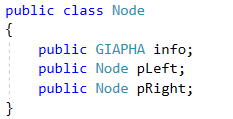 public class Node
{
    public GIAPHA info;
    public Node pLeft;
    public Node pRight;
}